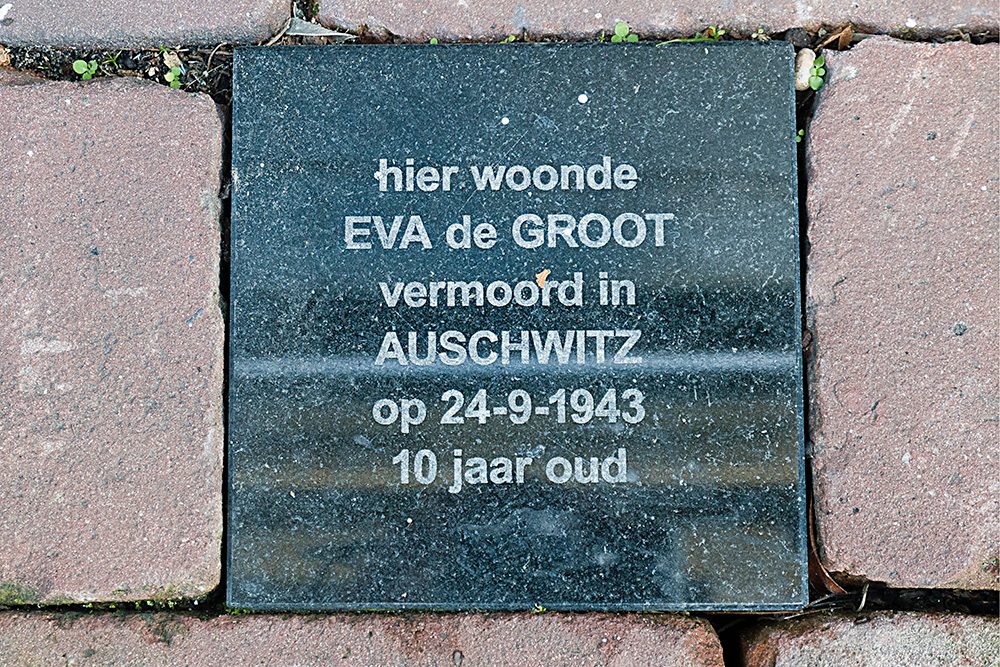 hier woonde
EVA de GROOT
vermoord in
AUSCHWITZ
op 24-9-1943
10 jaar oud